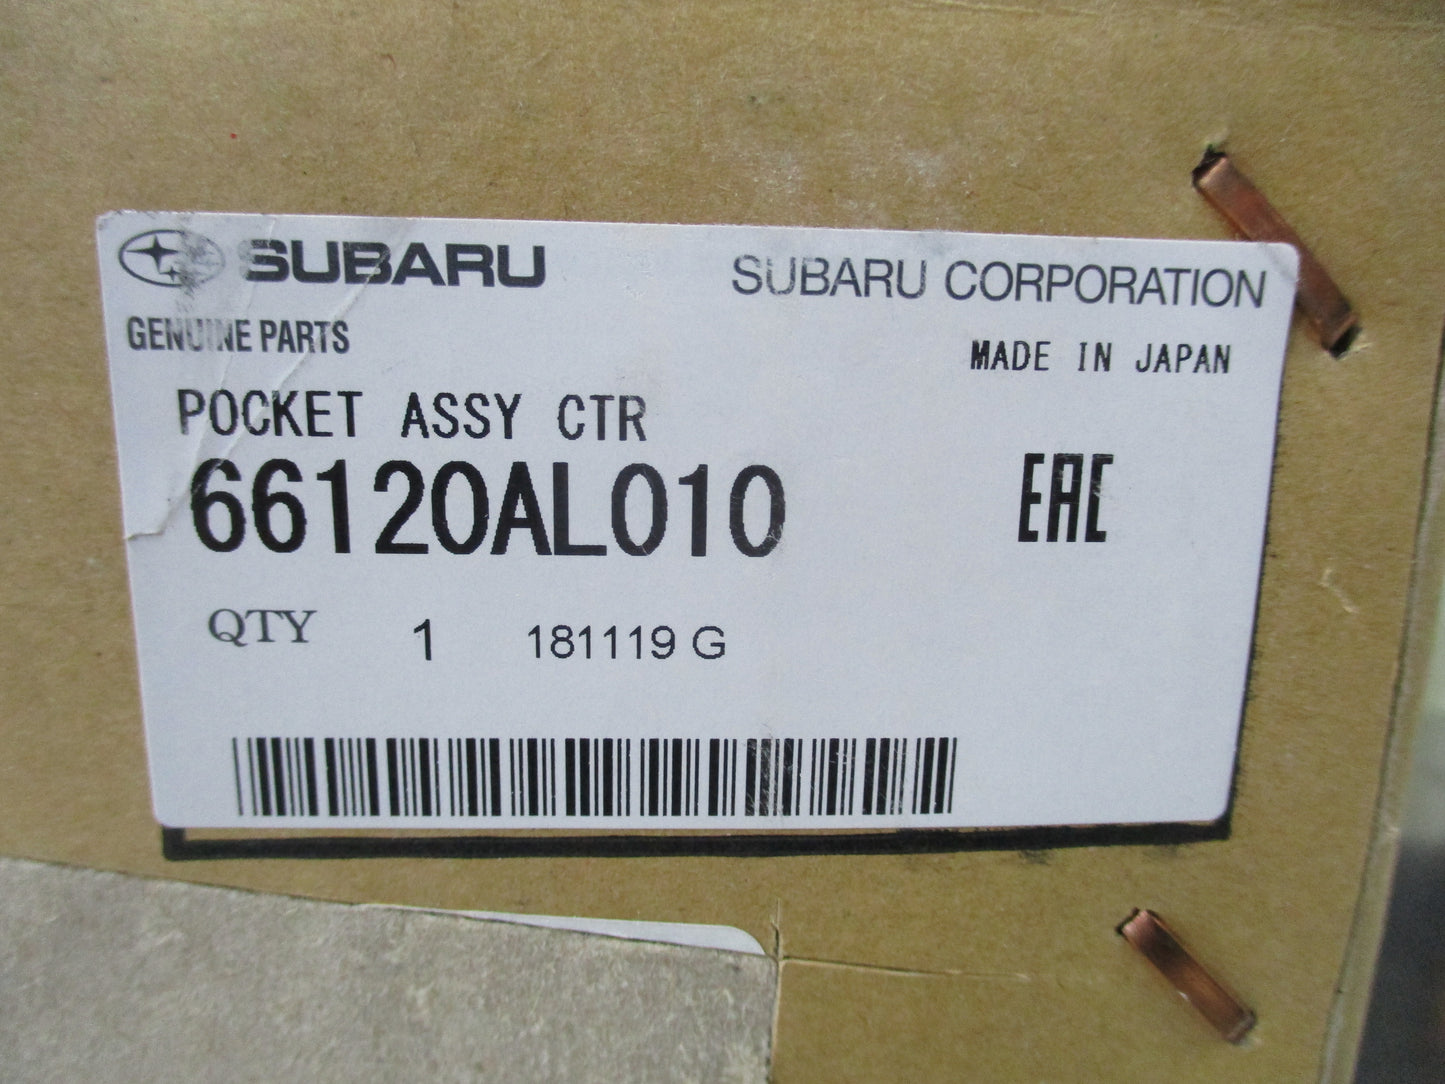 SUBARU
SUBARU CORPORATION
GENUINE PARTS
MADE IN JAPAN
POCKET ASSY CTR
66120AL010
EAC
QTY 1 181119 G